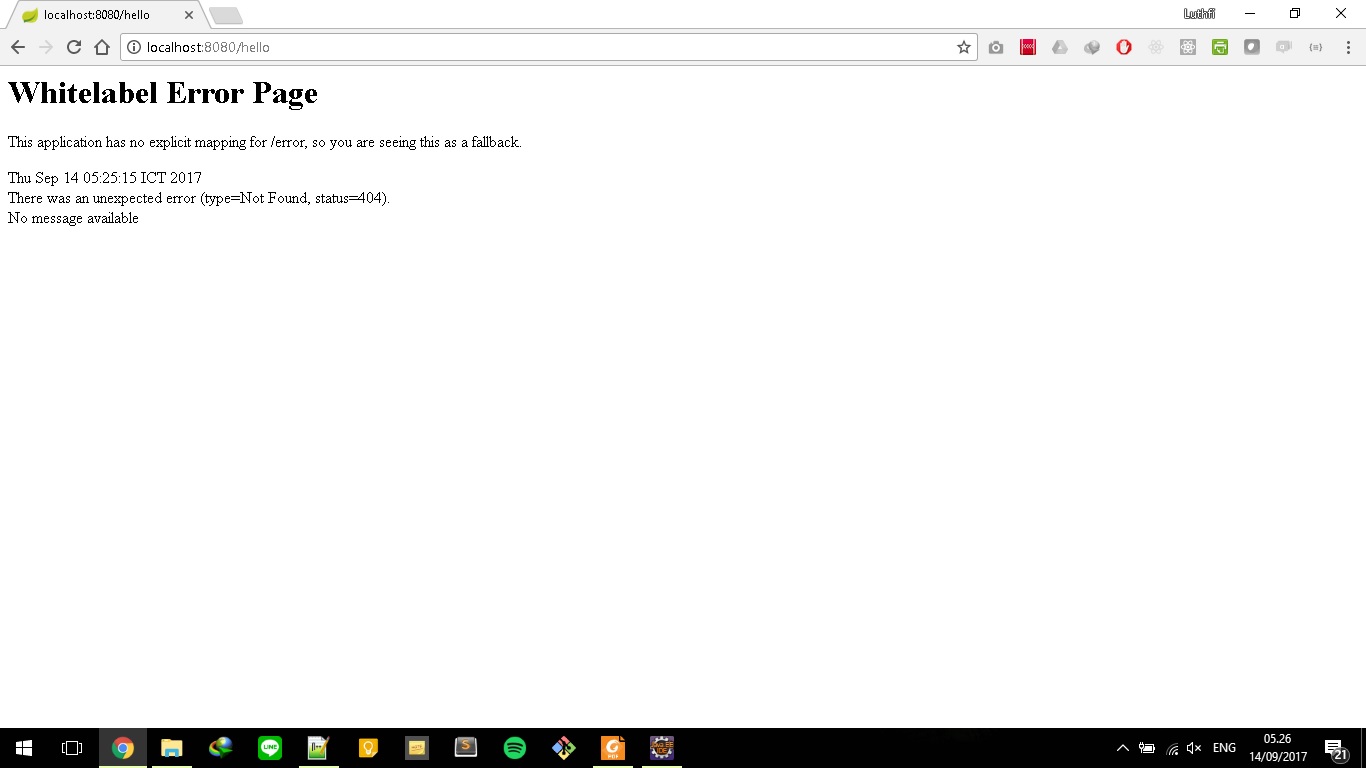 localhost:8080/hello
Luthfi
localhost:8080/hello
Whitelabel Error Page
This application has no explicit mapping for /error, so you are seeing this as a fallback.
Thu Sep 14 05:25:15 ICT 2017
There was an unexpected error (type=Not Found, status=404).
No message available
LINE
S
ENG
05.26
14/09/2017
21